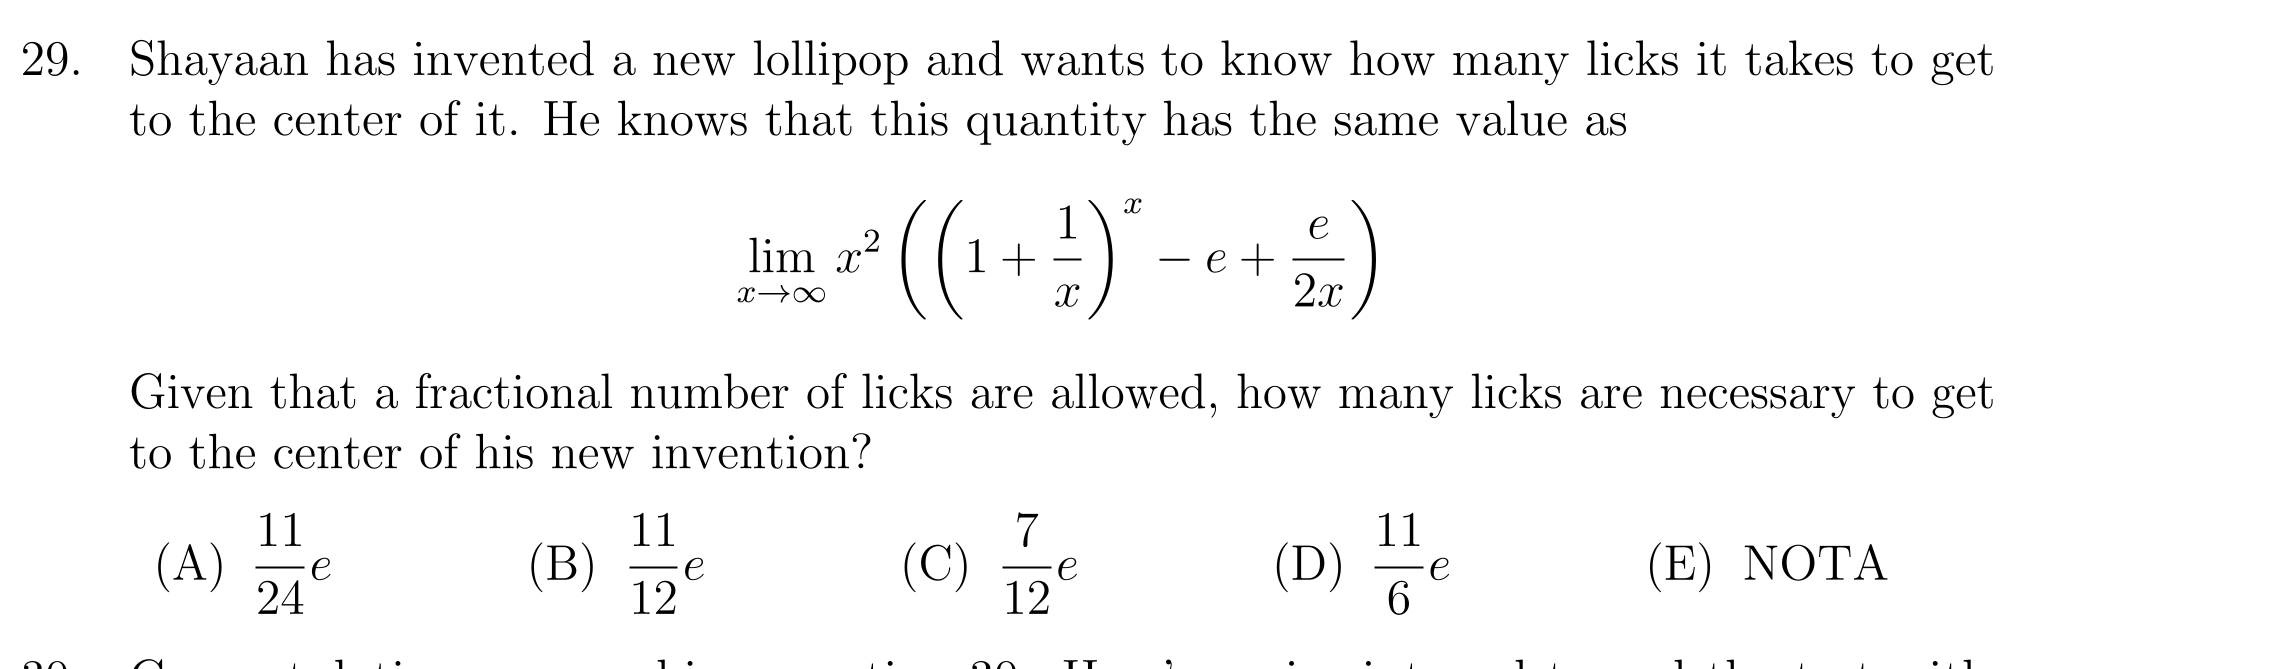 29. Shayaan has invented a new lollipop and wants to know how many licks it takes to get
to the center of it. He knows that this quantity has the same value as
\lim_{x \to \infty} x^2 \left( \left( 1 + \frac{1}{x} \right)^x - e + \frac{e}{2x} \right)
Given that a fractional number of licks are allowed, how many licks are necessary to get
to the center of his new invention?
(A) \frac{11}{24}e (B) \frac{11}{12}e (C) \frac{7}{12}e (D) \frac{11}{6}e (E) NOTA